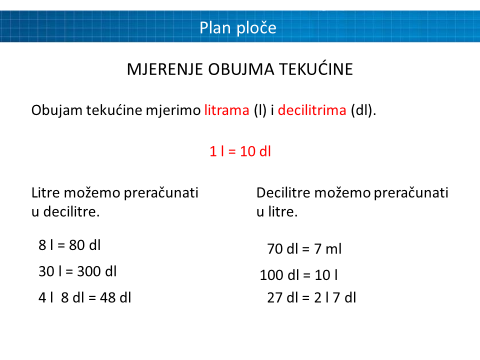 Plan ploče
MJERENJE OBUJMA TEKUĆINE
Obujam tekućine mjerimo litrama (l) i decilitrima (dl).
1 l = 10 dl
Litre možemo preračunati
u decilitre.
8 l = 80 dl
30 l = 300 dl
4 l  8 dl = 48 dl
Decilitre možemo preračunati
u litre.
70 dl = 7 ml
100 dl = 10 l
27 dl = 2 l 7 dl